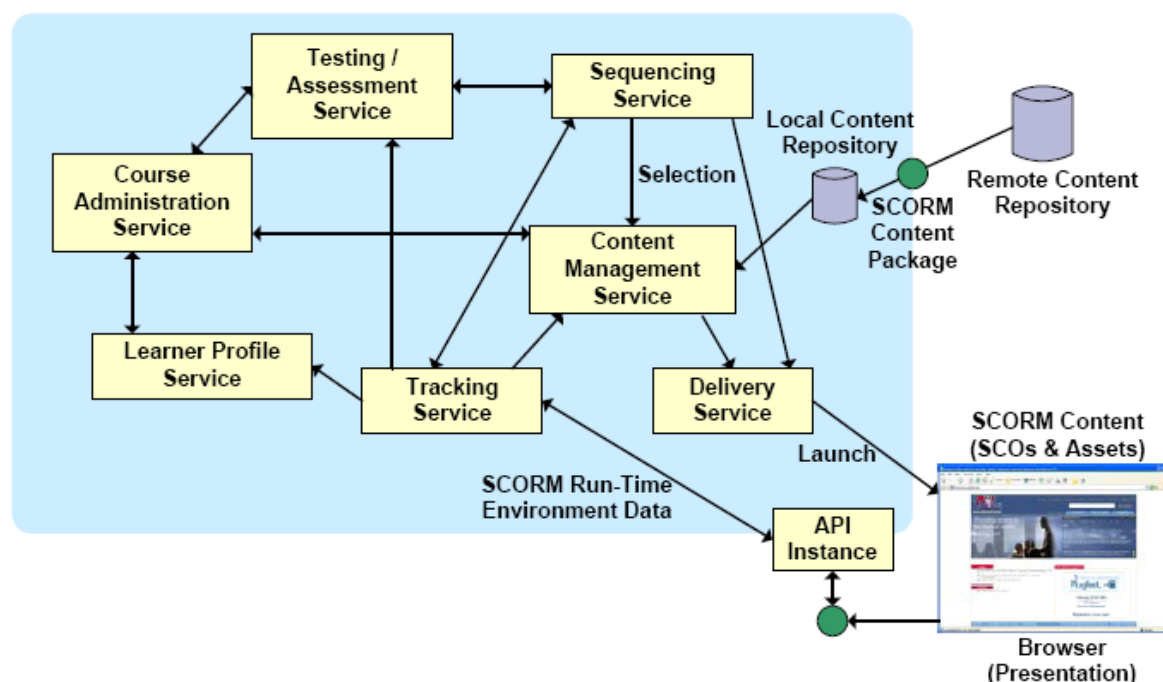 Testing /
Assessment
Service
Sequencing
Service
Local Content
Repository
Remote Content
Repository
Course
Administration
Service
Selection
SCORM
Content
Package
Content
Management
Service
Learner Profile
Service
Tracking
Service
Delivery
Service
SCORM Content
(SCOs & Assets)
Launch
SCORM Run-Time
Environment Data
API
Instance
Browser
(Presentation)